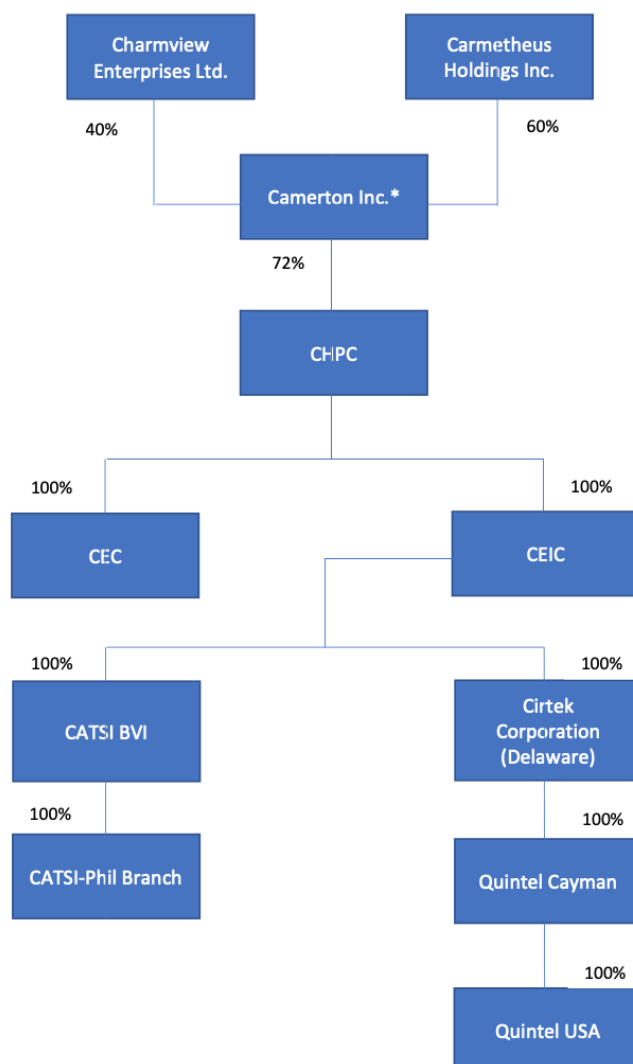 Charmview
Enterprises Ltd.
Carmetheus
Holdings Inc.
40%
60%
Camerton Inc.*
72%
CHPC
100%
100%
CEC
CEIC
100%
100%
CATSI BVI
Cirtek
Corporation
(Delaware)
100%
100%
CATSI-Phil Branch
Quintel Cayman
100%
Quintel USA